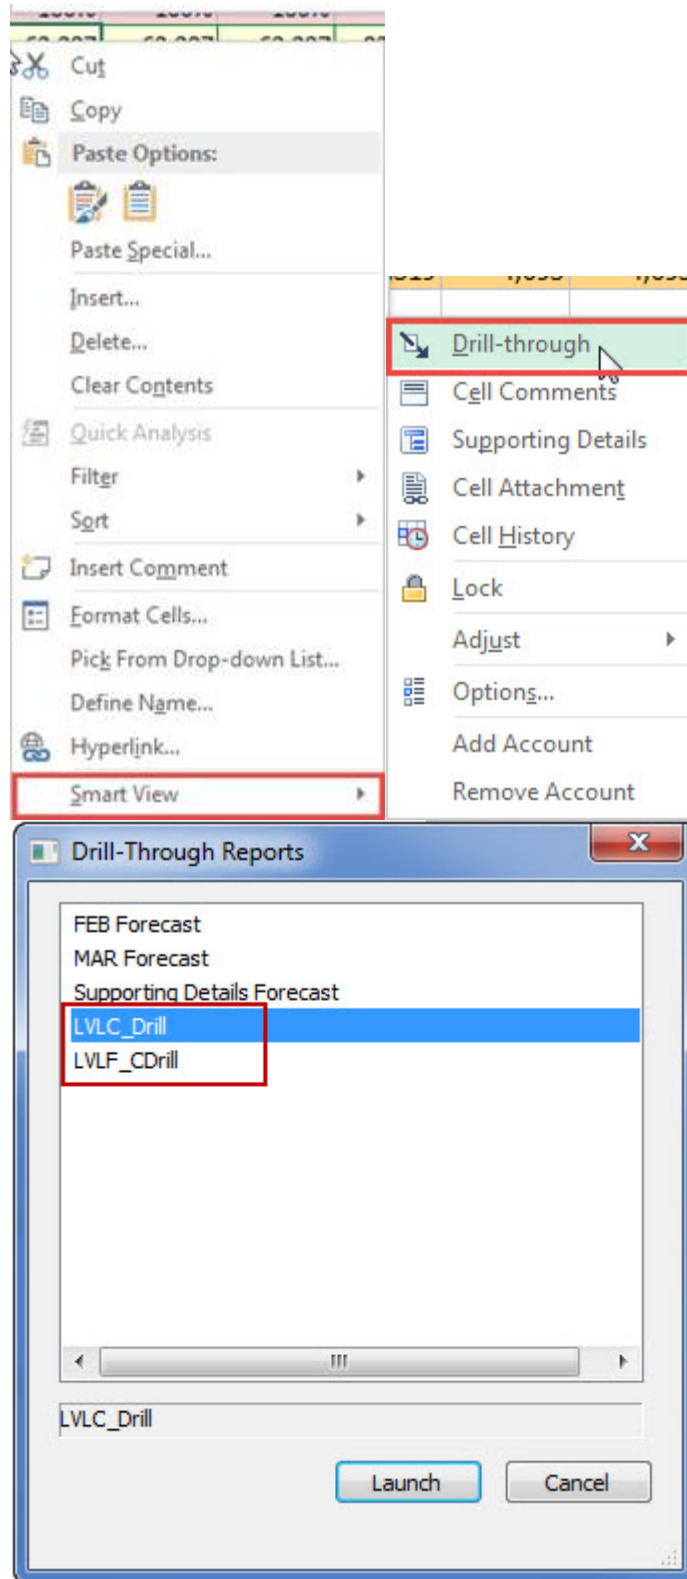 Cut
Copy
Paste Options:
Paste Special...
Insert...
Delete...
Clear Contents
Quick Analysis
Filter
Sort
Insert Comment
Format Cells...
Pick From Drop-down List...
Define Name...
Hyperlink...
Smart View
Drill-through
Cell Comments
Supporting Details
Cell Attachment
Cell History
Lock
Adjust
Options...
Add Account
Remove Account
Drill-Through Reports
FEB Forecast
MAR Forecast
Supporting Details Forecast
LVLC_Drill
LVLF_CDrill
LVLC_Drill
Launch Cancel